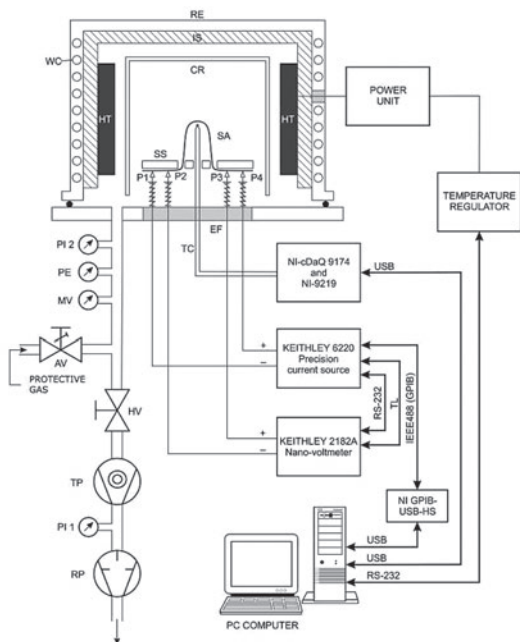 RE
IS
WC
CR
HT
HT
POWER
UNIT
SA
SS
P1
P2
P3
P4
TEMPERATURE
REGULATOR
EF
PI 2
TC
NI-cDaQ 9174
and
NI-9219
USB
PE
MV
AV
PROTECTIVE
GAS
+
KEITHLEY 6220
Precision
current source
–
HV
RS-232
TL
IEEE488 (GPIB)
+
KEITHLEY 2182A
Nano-voltmeter
–
TP
PI 1
NI GPIB-
USB-HS
USB
USB
RS-232
RP
PC COMPUTER